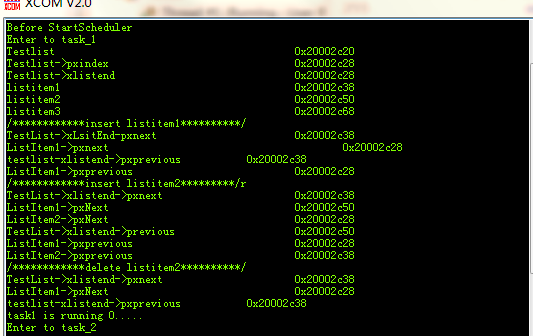 XCOM V2.0
Before StartScheduler
Enter to task_1
Testlist 0x20002c20
Testlist->pxindex 0x20002c28
Testlist->xlistend 0x20002c28
listitem1 0x20002c38
listitem2 0x20002c50
listitem3 0x20002c68
/************insert listitem1**********/
TestList->xLsitEnd-pxnext 0x20002c38
ListItem1->pxnext 0x20002c28
testlist-xlistend->pxprevious 0x20002c38
ListItem1->pxprevious 0x20002c28
/************insert listitem2*********/r
TestList->xlistend->pxnext 0x20002c38
ListItem1->pxNext 0x20002c50
ListItem2->pxNext 0x20002c28
TestList->xlistend->previous 0x20002c50
ListItem1->pxprevious 0x20002c28
ListItem2->pxprevious 0x20002c38
/************delete listitem2*********/
TestList->xlistend->pxnext 0x20002c38
ListItem1->pxNext 0x20002c28
testlist-xlistend->pxprevious 0x20002c38
task1 is running 0.....
Enter to task_2